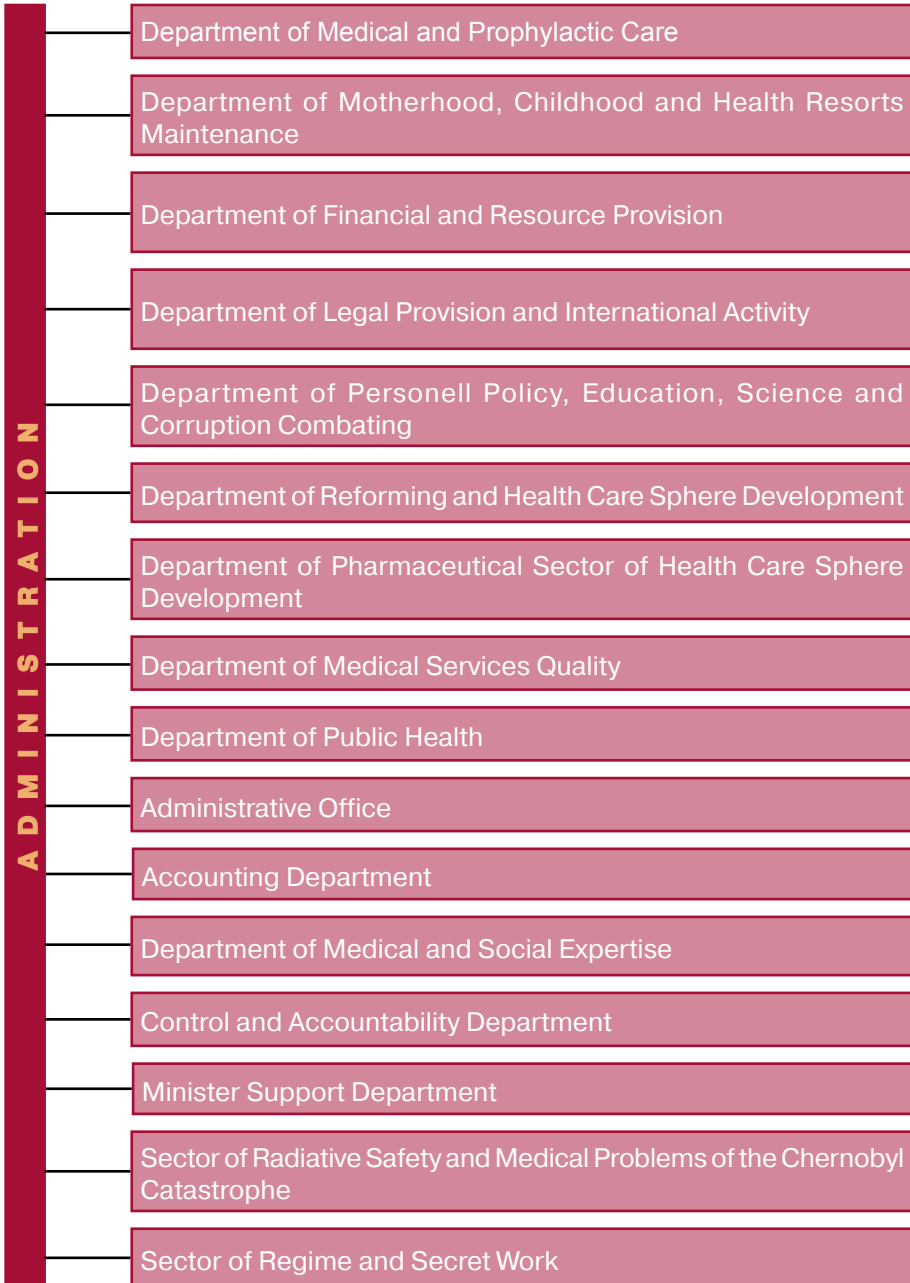 ADMINISTRATION
Department of Medical and Prophylactic Care
Department of Motherhood, Childhood and Health Resorts
Maintenance
Department of Financial and Resource Provision
Department of Legal Provision and International Activity
Department of Personell Policy, Education, Science and
Corruption Combating
Department of Reforming and Health Care Sphere Development
Department of Pharmaceutical Sector of Health Care Sphere
Development
Department of Medical Services Quality
Department of Public Health
Administrative Office
Accounting Department
Department of Medical and Social Expertise
Control and Accountability Department
Minister Support Department
Sector of Radiative Safety and Medical Problems of the Chernobyl
Catastrophe
Sector of Regime and Secret Work